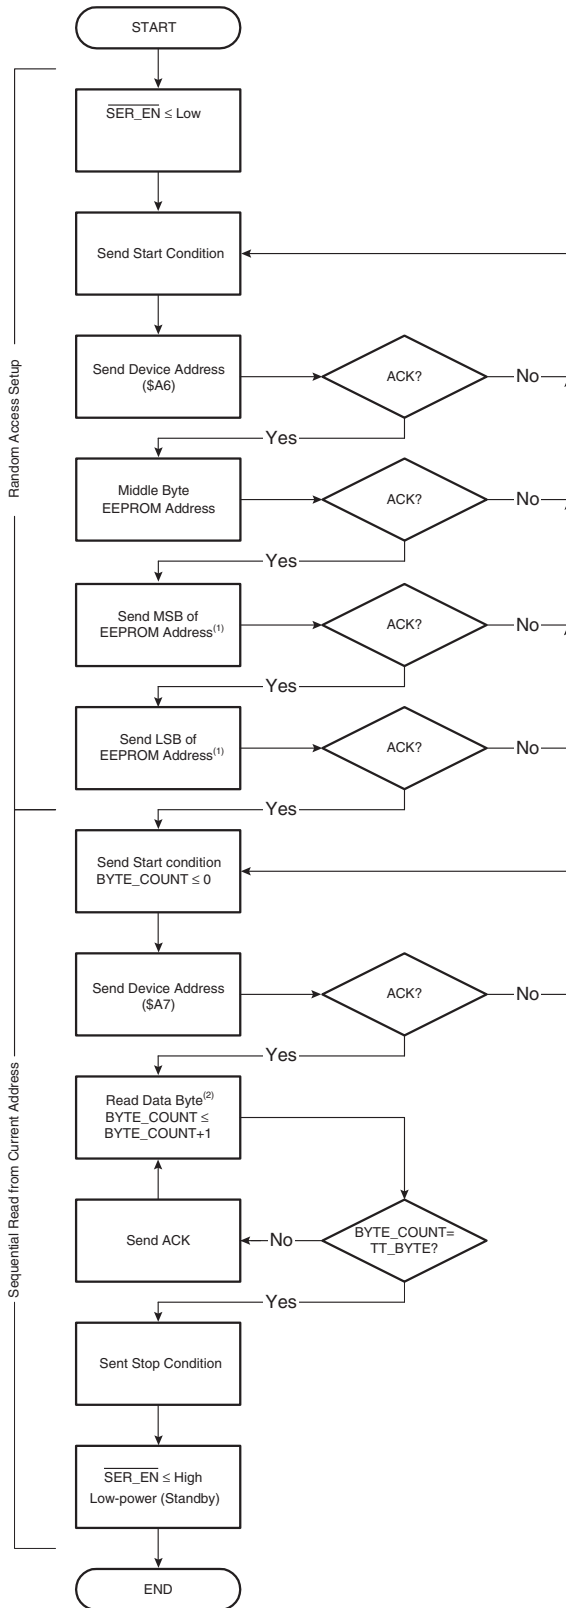 START
SER_EN ≤ Low
Send Start Condition
Random Access Setup
Send Device Address
($A6)
ACK?
No
Yes
Middle Byte
EEPROM Address
ACK?
No
Yes
Send MSB of
EEPROM Address(1)
ACK?
No
Yes
Send LSB of
EEPROM Address(1)
ACK?
No
Yes
Send Start condition
BYTE_COUNT ≤ 0
Sequential Read from Current Address
Send Device Address
($A7)
ACK?
No
Yes
Read Data Byte(2)
BYTE_COUNT ≤
BYTE_COUNT+1
Send ACK
No
BYTE_COUNT=
TT_BYTE?
Yes
Sent Stop Condition
SER_EN ≤ High
Low-power (Standby)
END